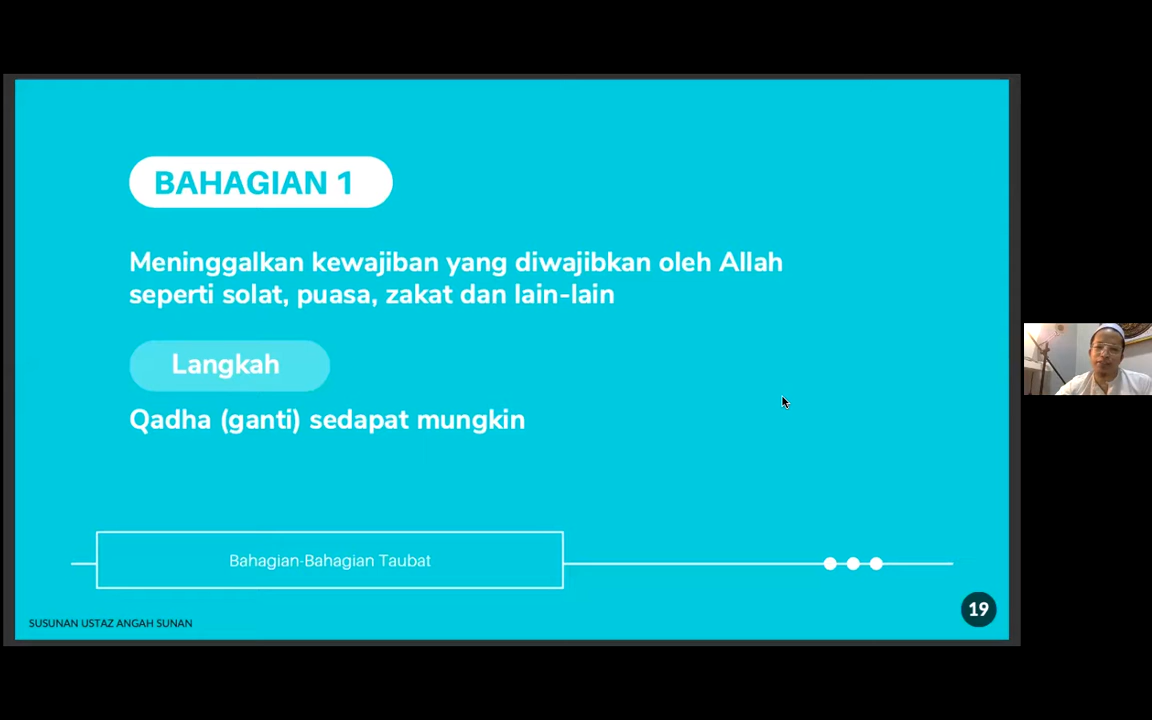 BAHAGIAN 1
Meninggalkan kewajiban yang diwajibkan oleh Allah
seperti solat, puasa, zakat dan lain-lain
Langkah
Qadha (ganti) sedapat mungkin
Bahagian-Bahagian Taubat
19
SUSUNAN USTAZ ANGAH SUNAN